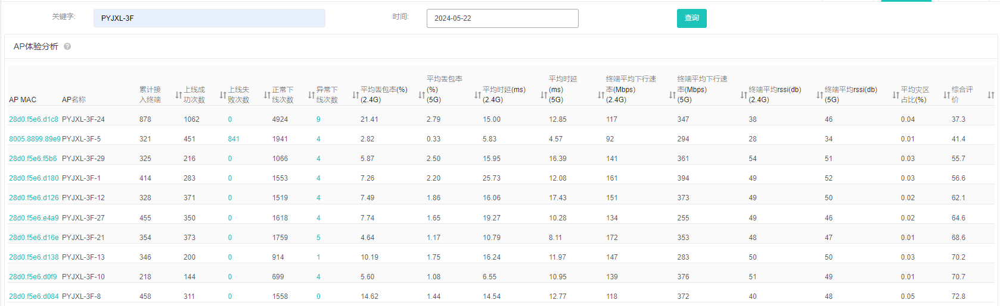 关键字: PYJXL-3F 时间: 2024-05-22 查询
AP体验分析 ?
AP MAC AP名称 累计接入终端 上线成功次数 上线失败次数 正常下线次数 异常下线次数 平均丢包率(%)(2.4G) 平均丢包率(%)(5G) 平均时延(ms)(2.4G) 平均时延(ms)(5G) 终端平均下行速率(Mbps)(2.4G) 终端平均下行速率(Mbps)(5G) 终端平均rssi(db)(2.4G) 终端平均rssi(db)(5G) 平均灾区占比(%) 综合评价
28d0.f5e6.d1c8 PYJXL-3F-24 878 1062 0 4924 9 21.41 2.79 15.00 12.85 117 347 38 46 0.04 37.3
8005.8899.89e9 PYJXL-3F-5 321 451 841 1941 4 2.82 0.33 5.83 4.57 92 294 28 34 0.01 41.4
28d0.f5e6.f5b6 PYJXL-3F-29 325 216 0 1066 4 5.87 2.50 15.95 16.39 141 361 54 51 0.03 55.7
28d0.f5e6.d180 PYJXL-3F-1 414 283 0 1553 4 7.26 2.20 25.73 12.08 161 394 49 52 0.03 56.6
28d0.f5e6.d126 PYJXL-3F-12 328 371 0 1519 4 7.49 1.86 16.06 17.43 151 373 49 50 0.02 62.1
28d0.f5e6.e4a9 PYJXL-3F-27 455 350 0 1618 4 7.74 1.65 19.27 10.28 134 255 49 46 0.02 64.6
28d0.f5e6.d16e PYJXL-3F-21 354 373 0 1759 5 4.64 1.17 10.79 8.11 172 353 48 47 0.01 68.6
28d0.f5e6.d138 PYJXL-3F-13 346 200 0 914 1 10.19 1.75 16.24 11.97 147 283 50 50 0.03 70.2
28d0.f5e6.d0f9 PYJXL-3F-10 218 144 0 699 4 5.60 1.08 6.55 10.95 139 376 51 49 0.01 70.7
28d0.f5e6.d084 PYJXL-3F-8 458 311 0 1558 0 14.62 1.44 14.54 12.77 118 372 40 48 0.05 72.8